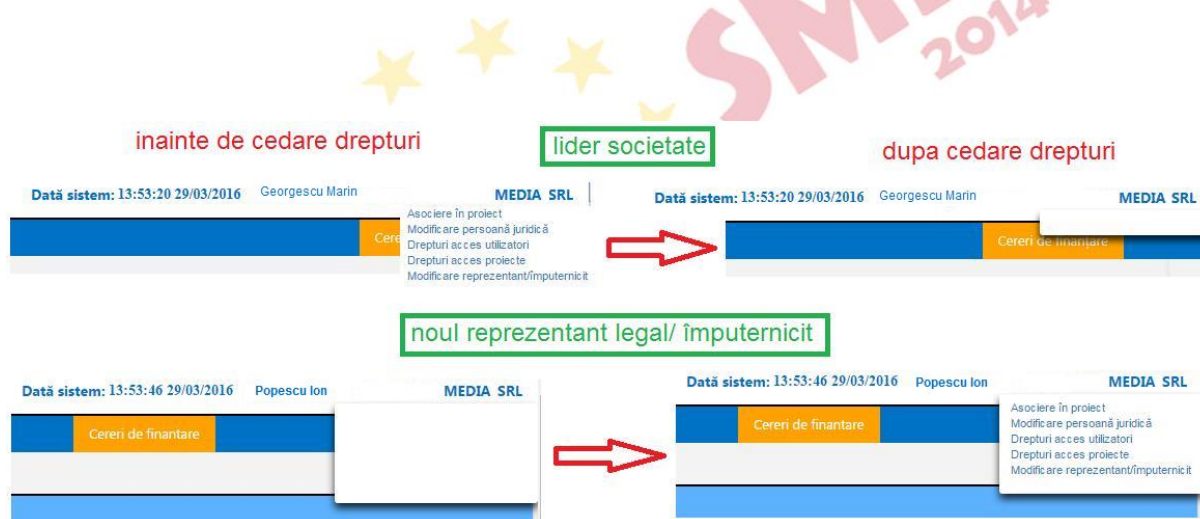 2014
inainte de cedare drepturi
lider societate
dupa cedare drepturi
Dată sistem: 13:53:20 29/03/2016 Georgescu Marin MEDIA SRL
Asociere în proiect
Modificare persoană juridică
Drepturi acces utilizatori
Drepturi acces proiecte
Modificare reprezentant/împuternicit
Dată sistem: 13:53:20 29/03/2016 Georgescu Marin MEDIA SRL
Cereri de finanțare
noul reprezentant legal/ împuternicit
Dată sistem: 13:53:46 29/03/2016 Popescu Ion MEDIA SRL
Cereri de finantare
Dată sistem: 13:53:46 29/03/2016 Popescu Ion MEDIA SRL
Cereri de finantare
Asociere în proiect
Modificare persoană juridică
Drepturi acces utilizatori
Drepturi acces proiecte
Modificare reprezentant/împuternicit